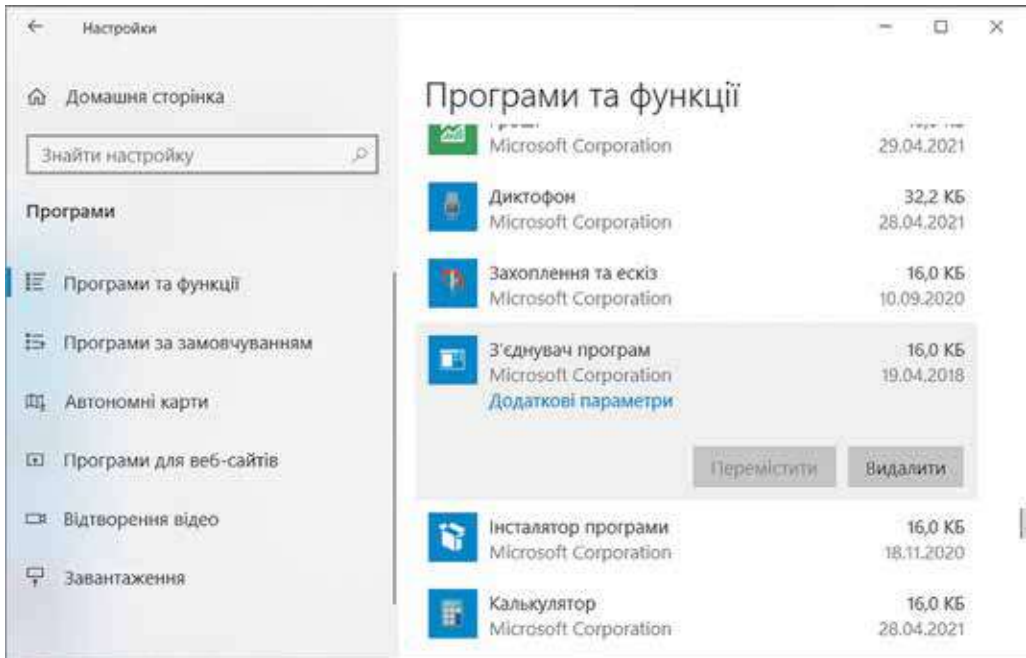 Настройки
Домашня сторінка
Знайти настройку
Програми
Програми та функції
Програми за замовчуванням
Автономні карти
Програми для веб-сайтів
Відтворення відео
Завантаження
Програми та функції
Microsoft Corporation 29.04.2021
Диктофон 32,2 КБ
Microsoft Corporation 28.04.2021
Захоплення та ескіз 16,0 КБ
Microsoft Corporation 10.09.2020
З'єднувач програм 16,0 КБ
Microsoft Corporation 19.04.2018
Додаткові параметри
Перемістити Видалити
Інсталятор програми 16,0 КБ
Microsoft Corporation 18.11.2020
Калькулятор 16,0 КБ
Microsoft Corporation 28.04.2021